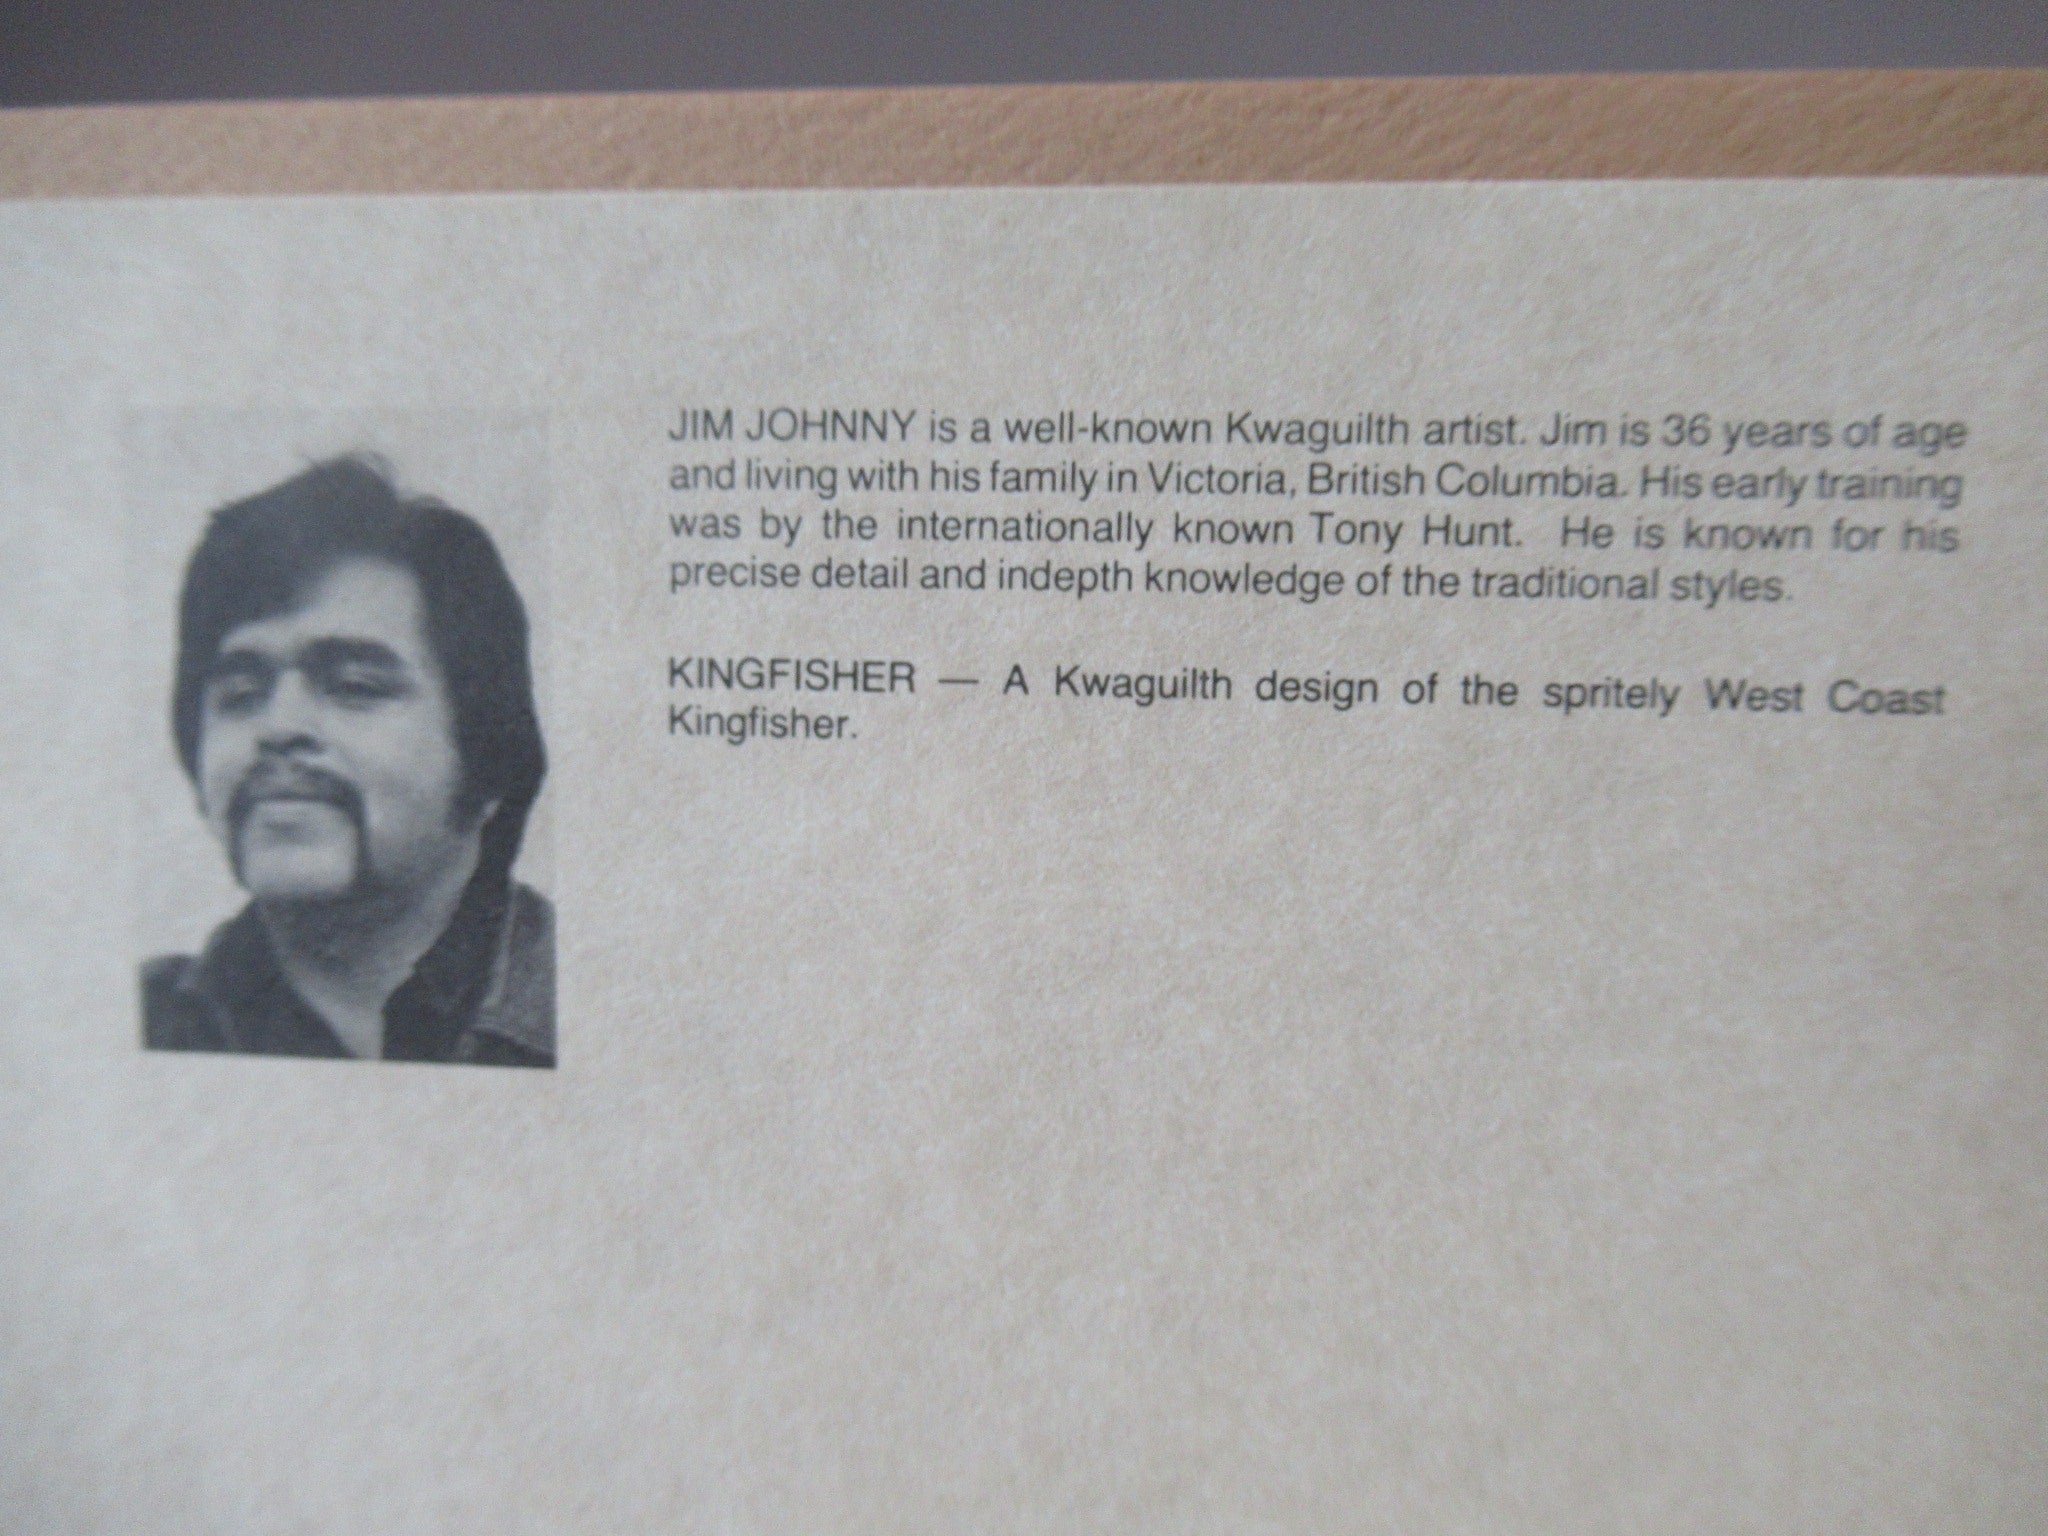 JIM JOHNNY is a well-known Kwaguilth artist. Jim is 36 years of age
and living with his family in Victoria, British Columbia. His early training
was by the internationally known Tony Hunt. He is known for his
precise detail and indepth knowledge of the traditional styles.
KINGFISHER — A Kwaguilth design of the spritely West Coast
Kingfisher.